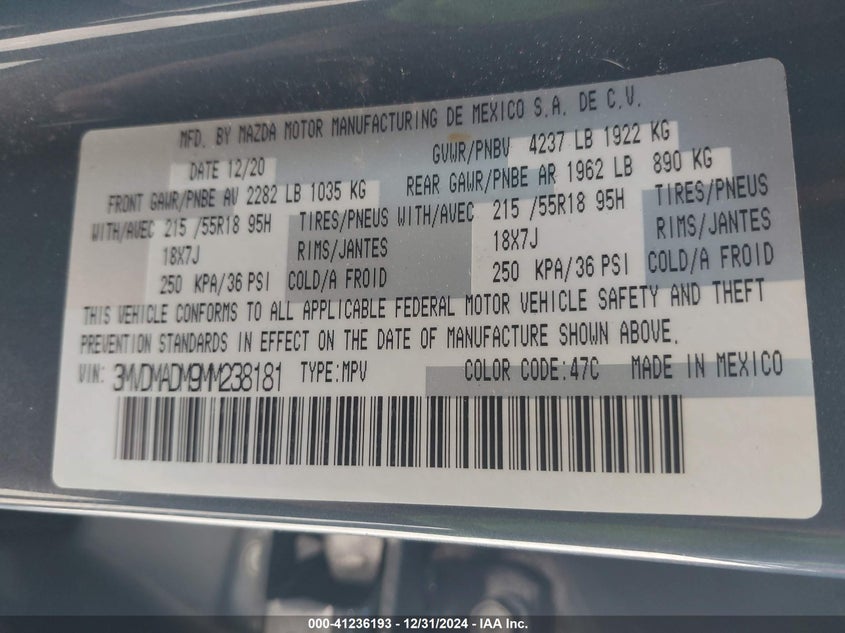 MFD. BY MAZDA MOTOR MANUFACTURING DE MEXICO S.A. DE C.V.
DATE 12/20 GVWR/PNBV 4237 LB 1922 KG
FRONT GAWR/PNBE AV 2282 LB 1035 KG REAR GAWR/PNBE AR 1962 LB 890 KG
WITH/AVEC 215 /55R18 95H TIRES/PNEUS WITH/AVEC 215 /55R18 95H TIRES/PNEUS
18X7J RIMS/JANTES 18X7J RIMS/JANTES
250 KPA/36 PSI COLD/A FROID 250 KPA/36 PSI COLD/A FROID
THIS VEHICLE CONFORMS TO ALL APPLICABLE FEDERAL MOTOR VEHICLE SAFETY AND THEFT
PREVENTION STANDARDS IN EFFECT ON THE DATE OF MANUFACTURE SHOWN ABOVE.
VIN: 3MVDMADM9MM238181 TYPE:MPV COLOR CODE:47C MADE IN MEXICO
000-41236193 - 12/31/2024 - IAA Inc.